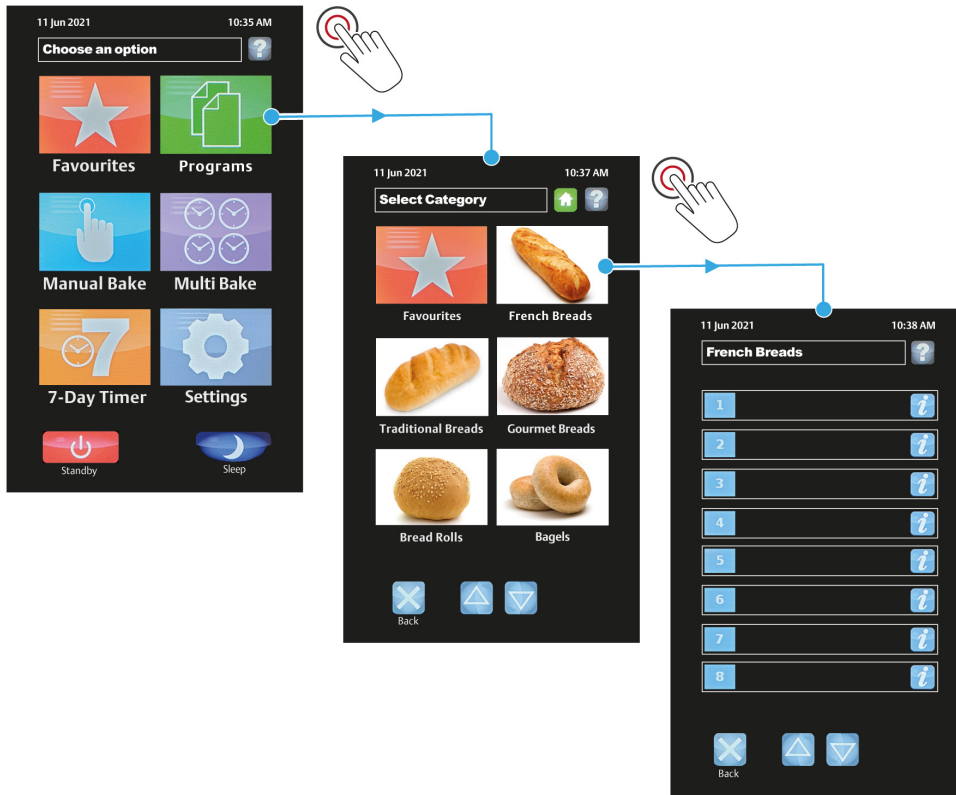 11 Jun 2021 10:35 AM
Choose an option ?
Favourites Programs
Manual Bake Multi Bake
7
7-Day Timer Settings
Standby Sleep
11 Jun 2021 10:37 AM
Select Category ?
Favourites French Breads
Traditional Breads Gourmet Breads
Bread Rolls Bagels
Back
11 Jun 2021 10:38 AM
French Breads ?
1 i
2 i
3 i
4 i
5 i
6 i
7 i
8 i
Back